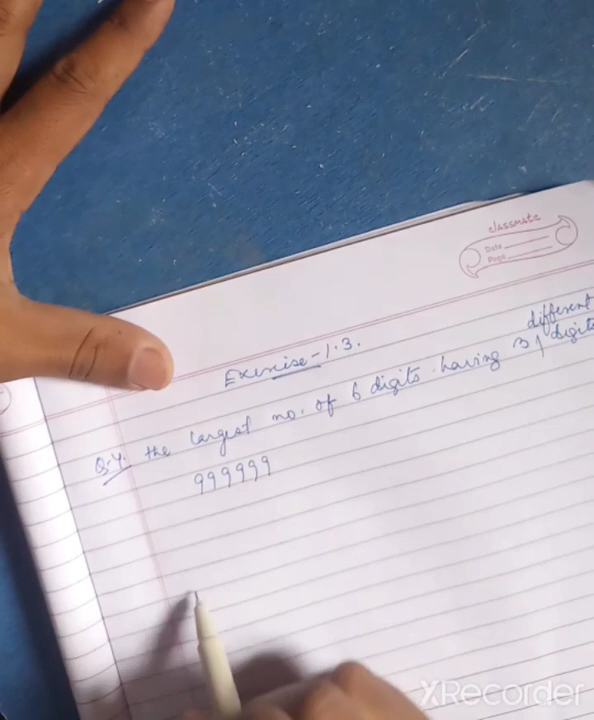 classmate
Date
Page
Exercise-1.3.
different
Q.4. the largest no. of 6 digits having 3 digits
999999
XRecorder